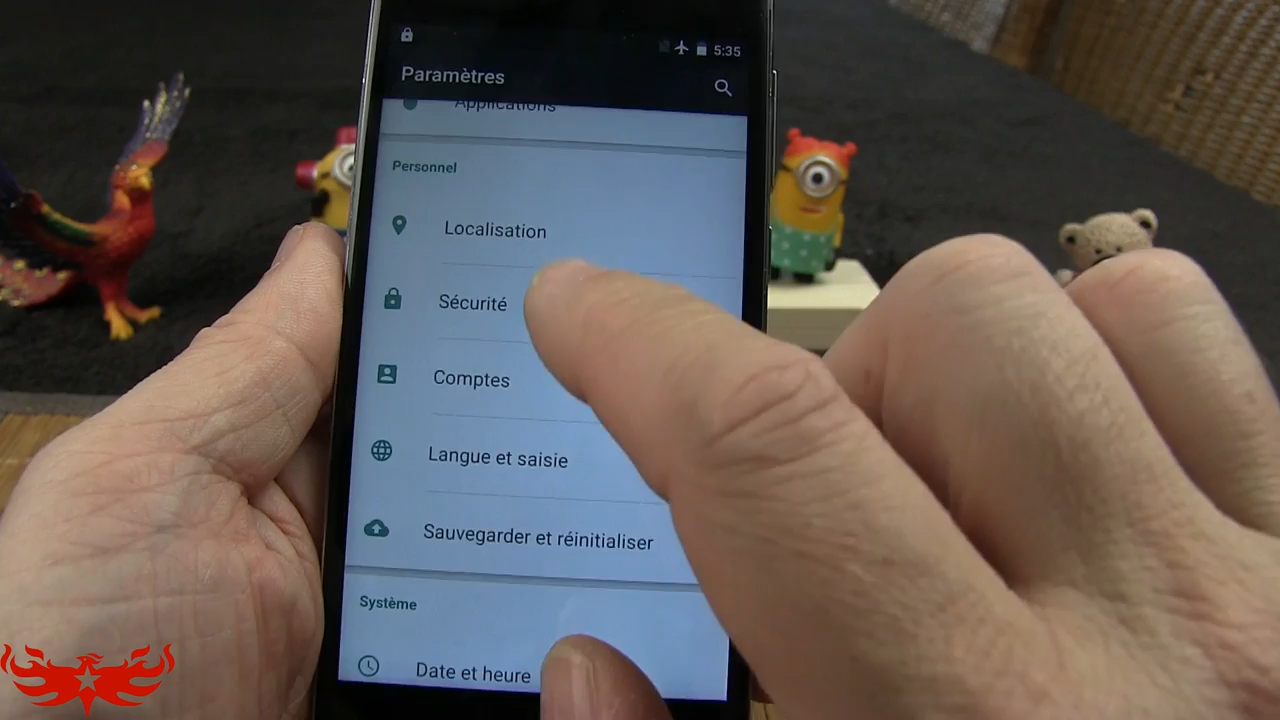 5:35
Paramètres
Applications
Personnel
Localisation
Sécurité
Comptes
Langue et saisie
Sauvegarder et réinitialiser
Système
Date et heure